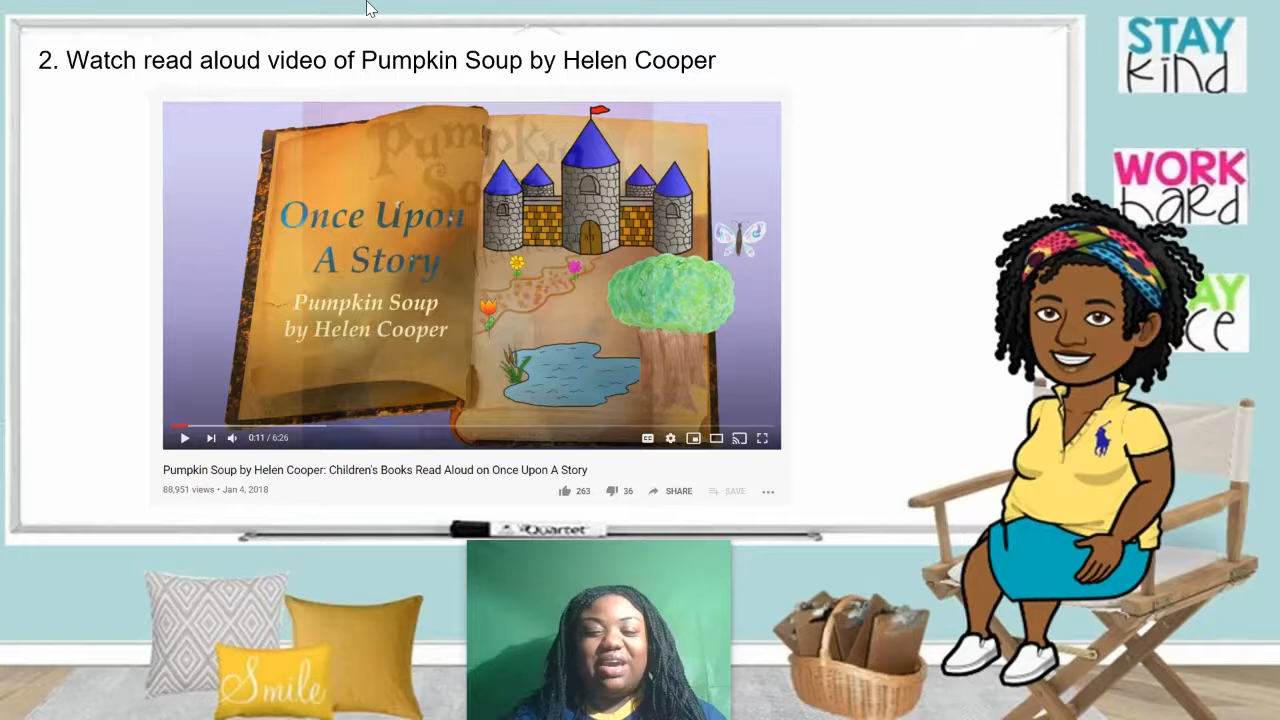 2. Watch read aloud video of Pumpkin Soup by Helen Cooper
STAY
kind
WORK
hard
Pumpkin
Once Upon
A Story
Pumpkin Soup
by Helen Cooper
0:11 / 6:26
Pumpkin Soup by Helen Cooper: Children's Books Read Aloud on Once Upon A Story
88,951 views • Jan 4, 2018
263
36
SHARE
SAVE
Quartet
Smile